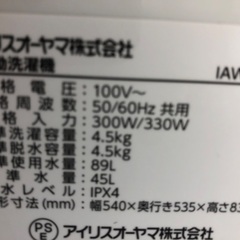 リスオーヤマ株式会社
動洗濯機 IAW
格電圧：100V～
格周波数：50/60Hz 共用
格入力：300W/330W
準洗濯容量：4.5kg
準脱水容量：4.5kg
準使用水量：89L
準水量：45L
水レベル：IPX4
形寸法(mm)：幅540×奥行き535×高さ83
PS
E
アイリスオーヤマ株式会社